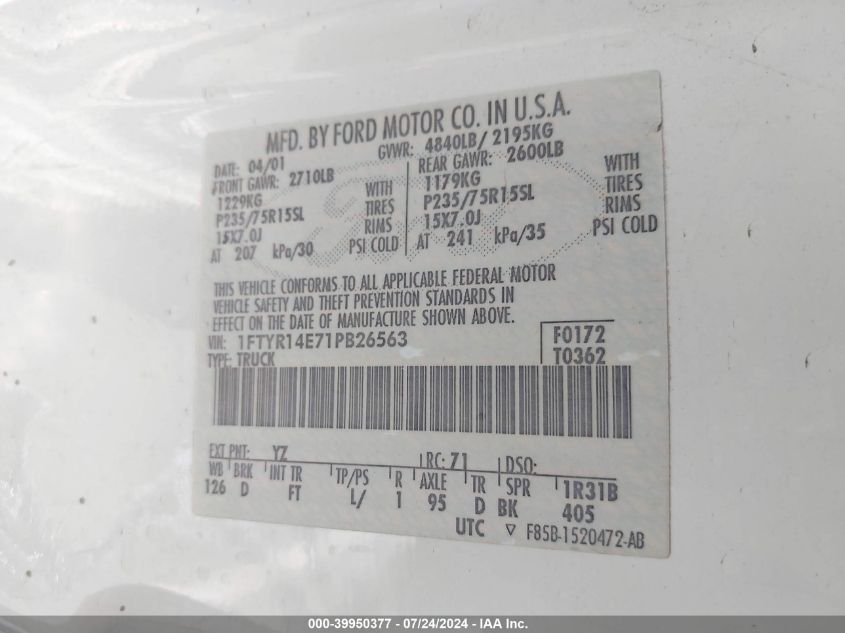 MFD. BY FORD MOTOR CO. IN U.S.A.
DATE: 04/01 GVWR: 4840LB/ 2195KG
FRONT GAWR: 2710LB REAR GAWR: 2600LB
1229KG WITH 1179KG WITH
P235/75R15SL TIRES P235/75R15SL TIRES
15X7.0J RIMS 15X7.0J RIMS
AT 207 kPa/30 PSI COLD AT 241 kPa/35 PSI COLD
THIS VEHICLE CONFORMS TO ALL APPLICABLE FEDERAL MOTOR
VEHICLE SAFETY AND THEFT PREVENTION STANDARDS IN
EFFECT ON THE DATE OF MANUFACTURE SHOWN ABOVE.
VIN: 1FTYR14E71PB26563 F0172
TYPE: TRUCK T0362
EXT PNT: YZ RC: 71 DSO:
WB BRK INT TR TP/PS R AXLE TR SPR 1R31B
126 D FT L/ 1 95 D BK 405
UTC ▽ F85B-1520472-AB
000-39950377 - 07/24/2024 - IAA Inc.